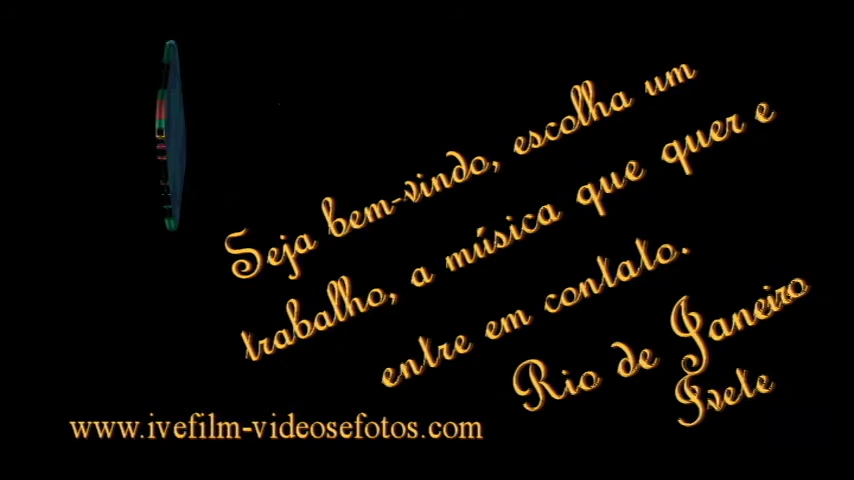 Seja bem-vindo, escolha um
trabalho, a música que quer e
entre em contato.
Rio de Janeiro
Ivete
www.ivefilm-videosefotos.com